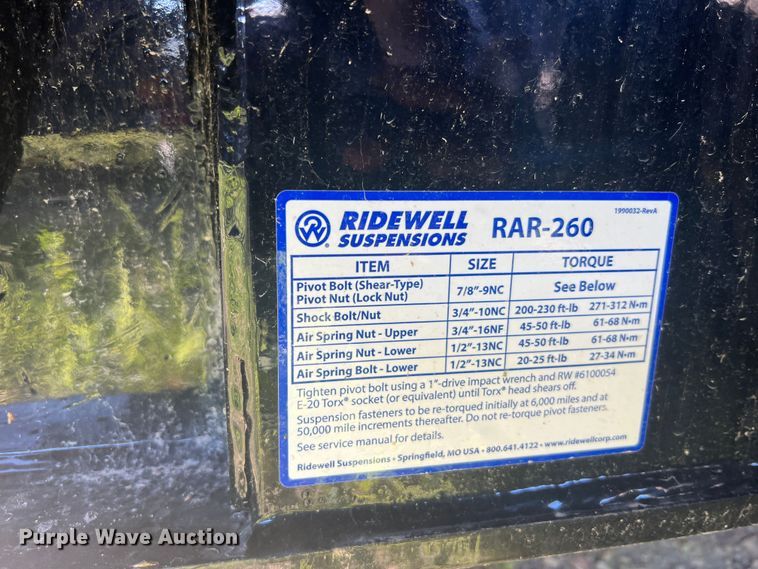 RIDEWELL
SUSPENSIONS
RAR-260
1990032-RevA
ITEM SIZE TORQUE
Pivot Bolt (Shear-Type)
Pivot Nut (Lock Nut) 7/8"-9NC See Below
Shock Bolt/Nut 3/4"-10NC 200-230 ft-lb 271-312 N•m
Air Spring Nut - Upper 3/4"-16NF 45-50 ft-lb 61-68 N•m
Air Spring Nut - Lower 1/2"-13NC 45-50 ft-lb 61-68 N•m
Air Spring Bolt - Lower 1/2"-13NC 20-25 ft-lb 27-34 N•m
Tighten pivot bolt using a 1"-drive impact wrench and RW #6100054
E-20 Torx® socket (or equivalent) until Torx® head shears off.
Suspension fasteners to be re-torqued initially at 6,000 miles and at
50,000 mile increments thereafter. Do not re-torque pivot fasteners.
See service manual for details.
Ridewell Suspensions • Springfield, MO USA • 800.641.4122 • www.ridewellcorp.com
Purple Wave Auction